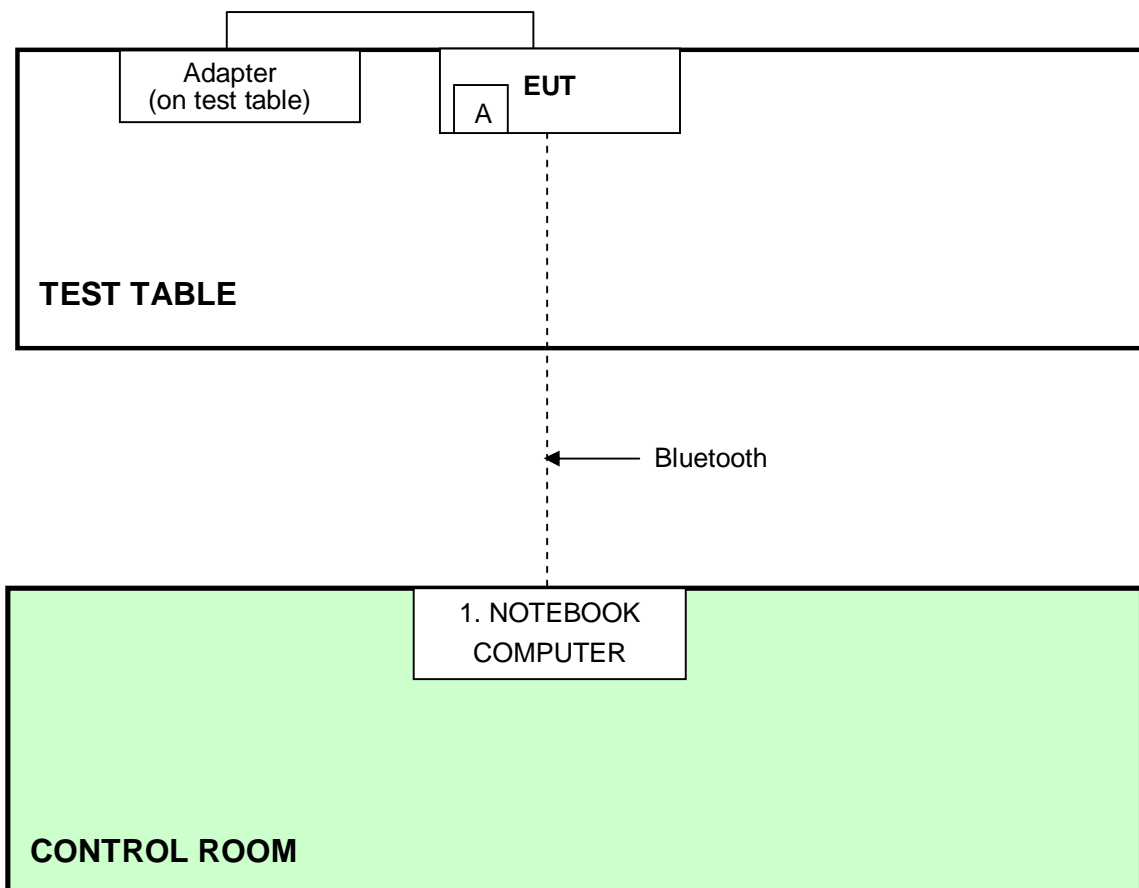 Adapter
(on test table)
EUT
A
TEST TABLE
Bluetooth
1. NOTEBOOK
COMPUTER
CONTROL ROOM